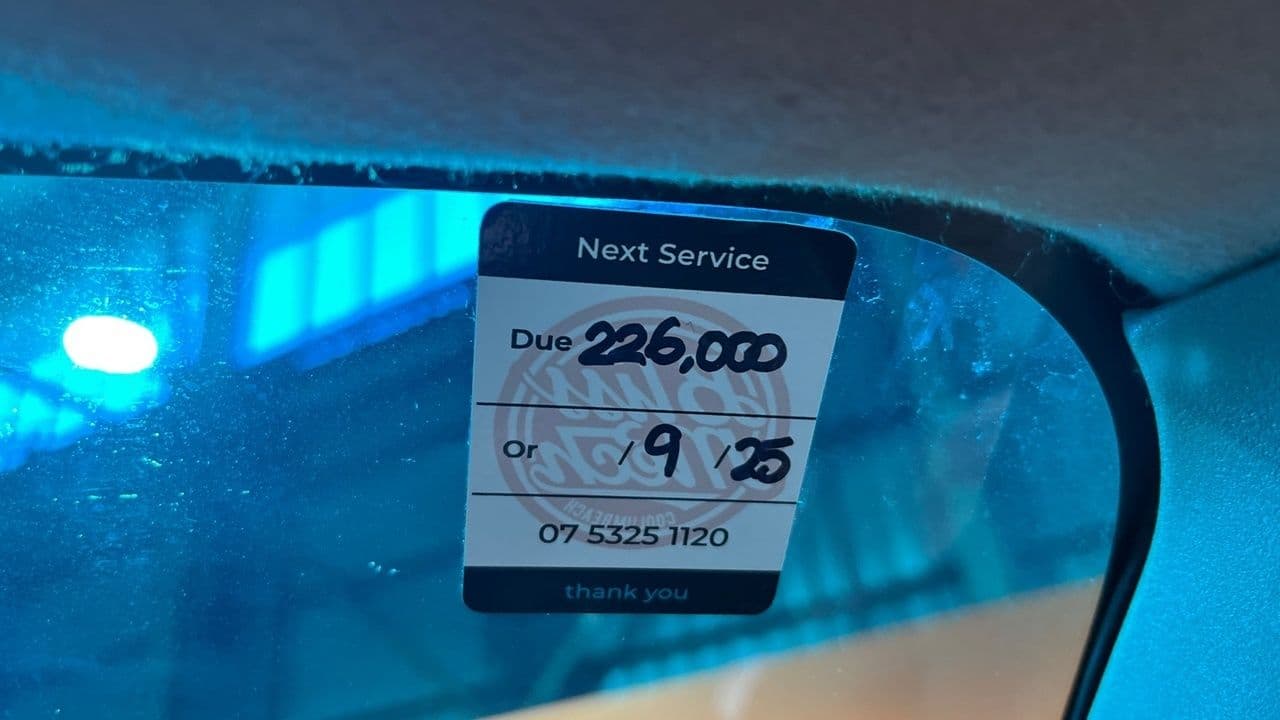 Next Service
Due 226,000
Or /9 /25
07 5325 1120
thank you